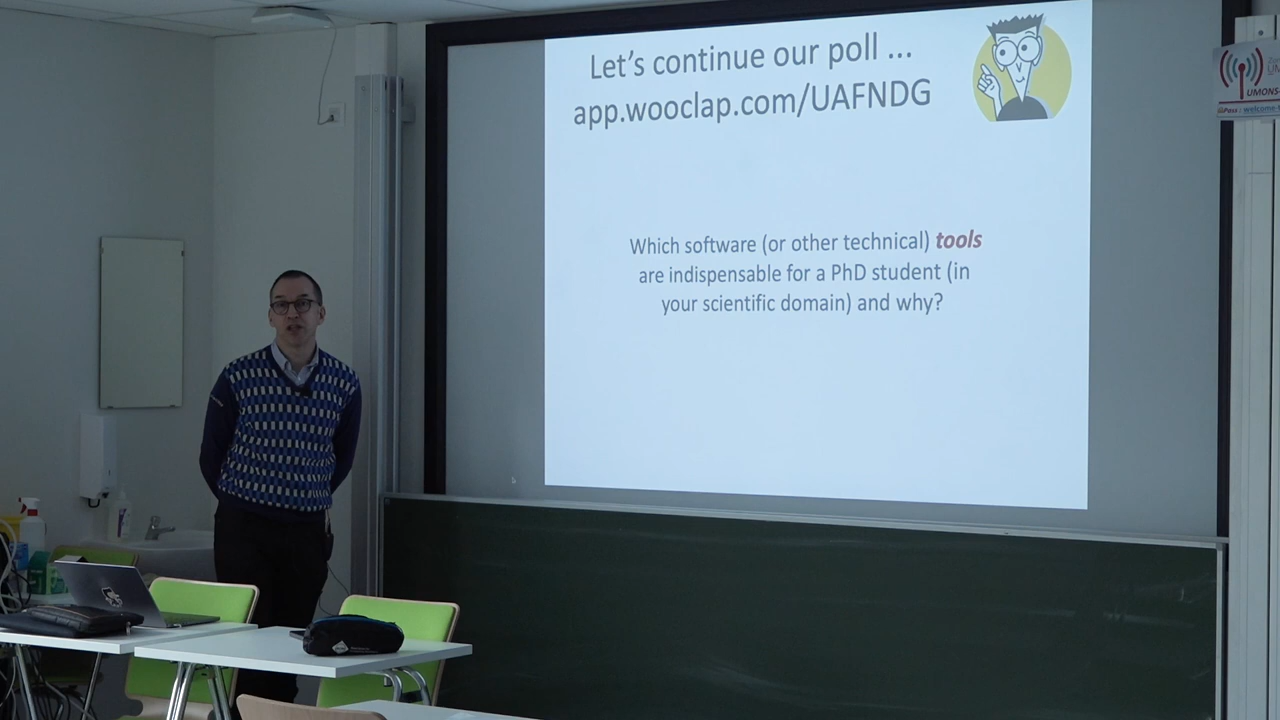 Let's continue our poll ...
app.wooclap.com/UAFNDG
Which software (or other technical) tools
are indispensable for a PhD student (in
your scientific domain) and why?
UMONS-